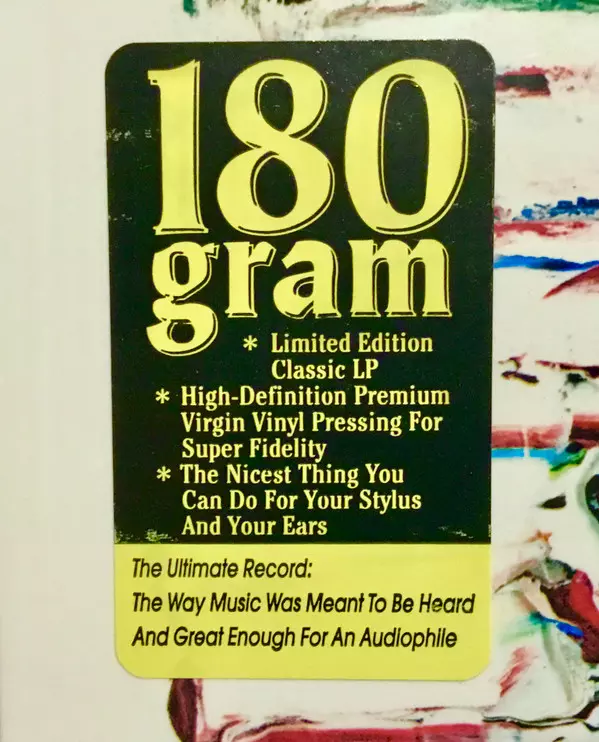 180
gram
* Limited Edition
Classic LP
* High-Definition Premium
Virgin Vinyl Pressing For
Super Fidelity
* The Nicest Thing You
Can Do For Your Stylus
And Your Ears
The Ultimate Record:
The Way Music Was Meant To Be Heard
And Great Enough For An Audiophile